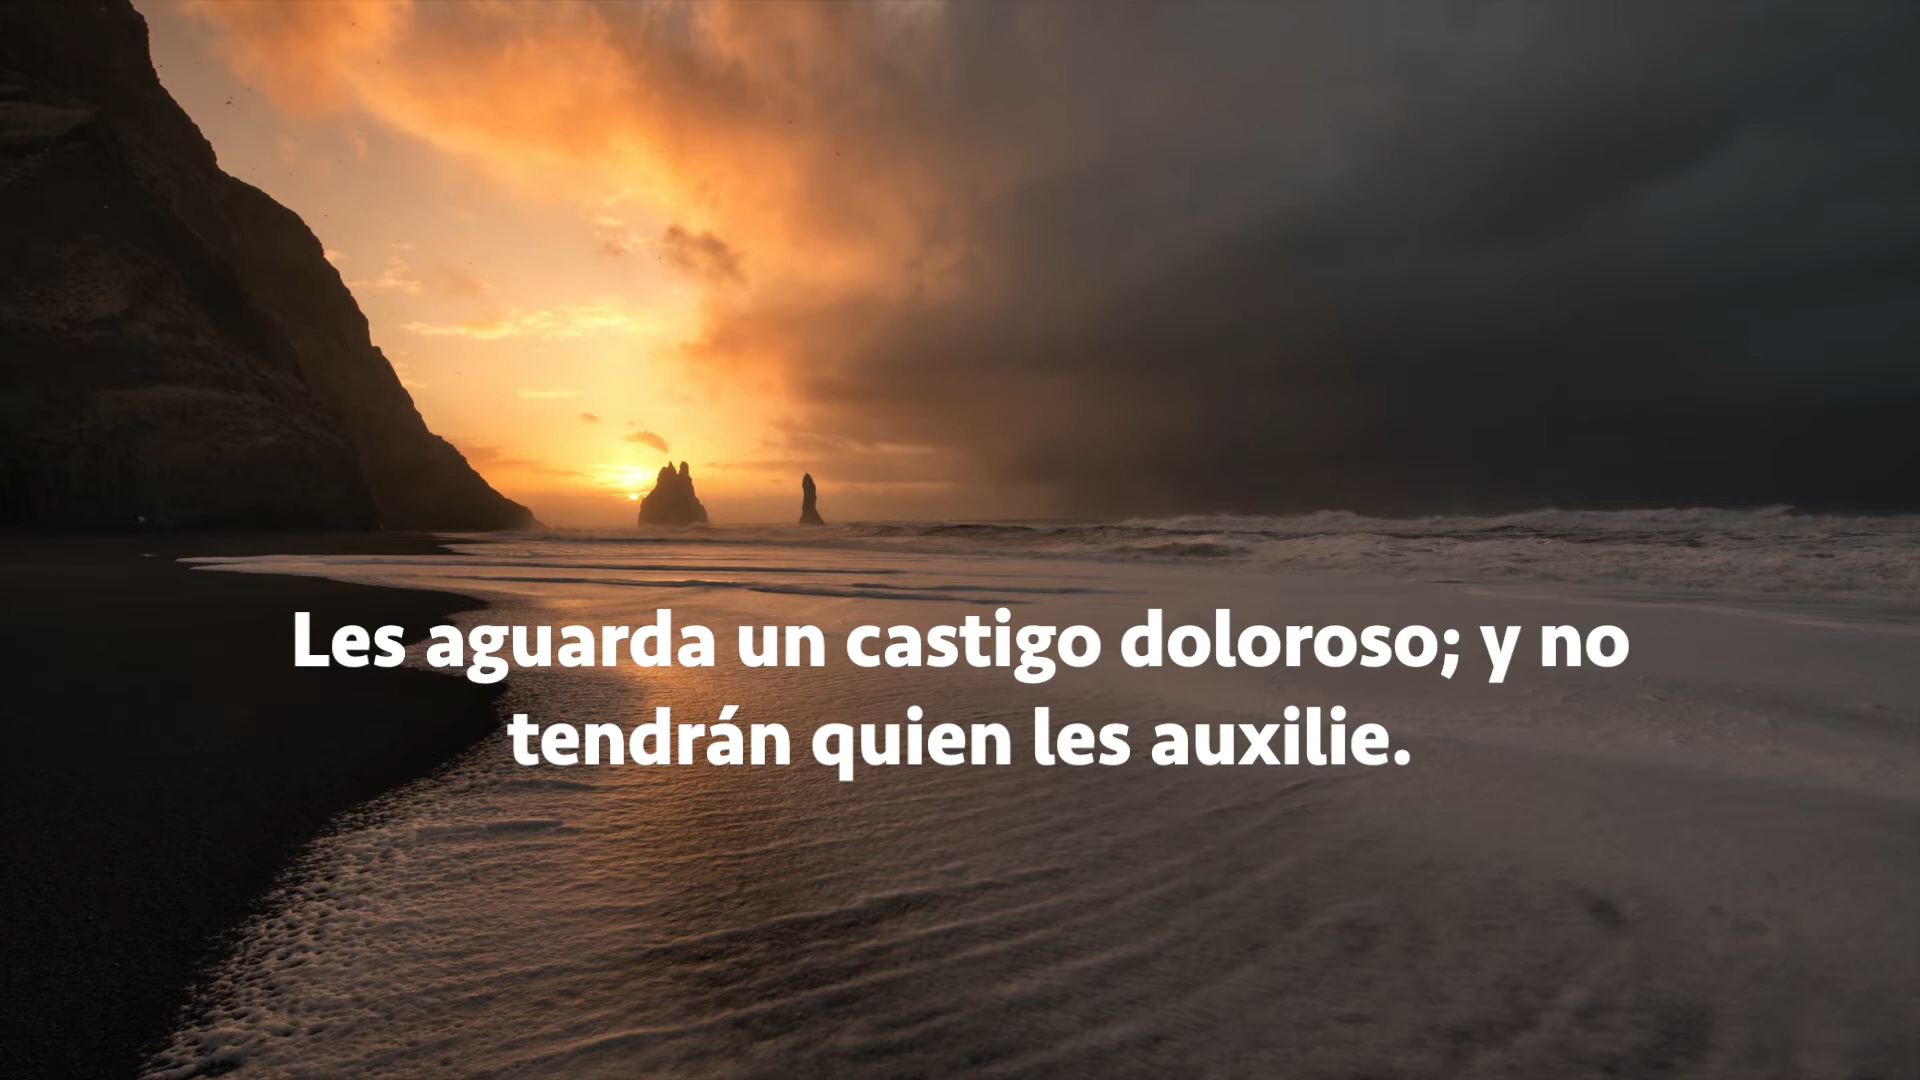 Les aguarda un castigo doloroso; y no
tendrán quien les auxilie.